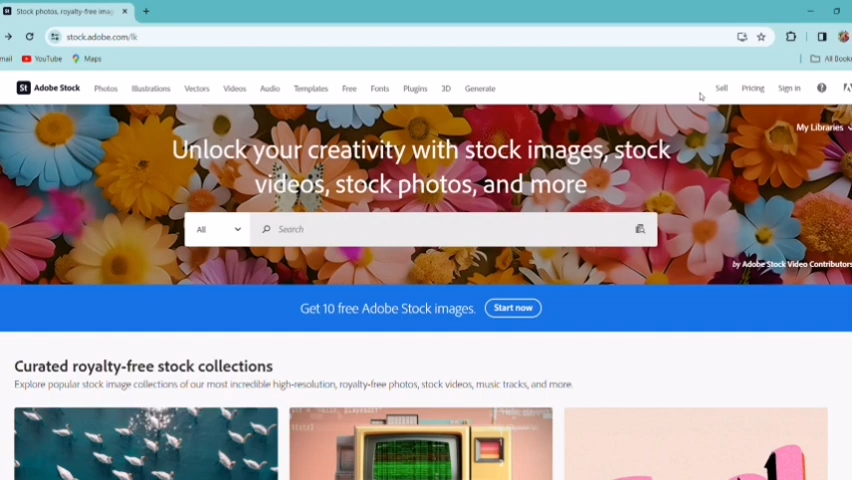 St Stock photos, royalty-free imag
stock.adobe.com/lk
mail YouTube Maps All Book
St Adobe Stock Photos Illustrations Vectors Videos Audio Templates Free Fonts Plugins 3D Generate Sell Pricing Sign in ?
My Libraries
Unlock your creativity with stock images, stock
videos, stock photos, and more
All Search
by Adobe Stock Video Contributors
Get 10 free Adobe Stock images. Start now
Curated royalty-free stock collections
Explore popular stock image collections of our most incredible high-resolution, royalty-free photos, stock videos, music tracks, and more.